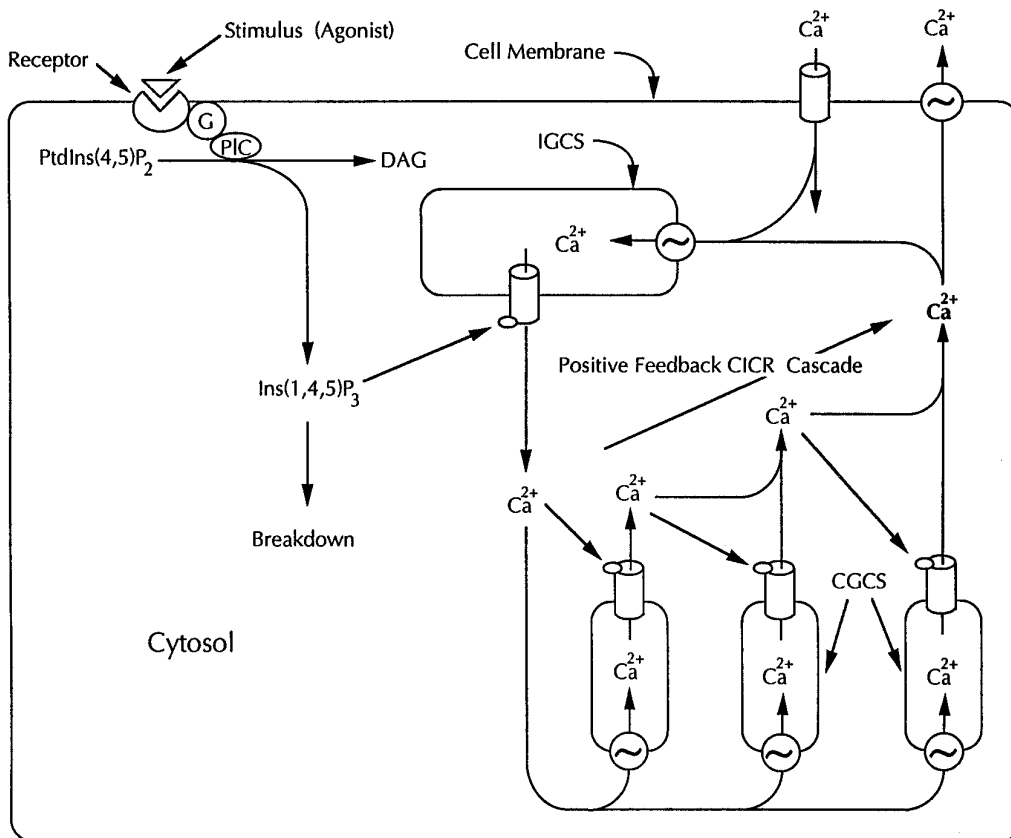 Stimulus (Agonist)
Receptor
Cell Membrane
Ca2+
Ca2+
G
PlC
PtdIns(4,5)P2
DAG
IGCS
Ca2+
Ca2+
Positive Feedback CICR Cascade
Ins(1,4,5)P3
Ca2+
Ca2+
Ca2+
Breakdown
CGCS
Cytosol
Ca2+
Ca2+
Ca2+